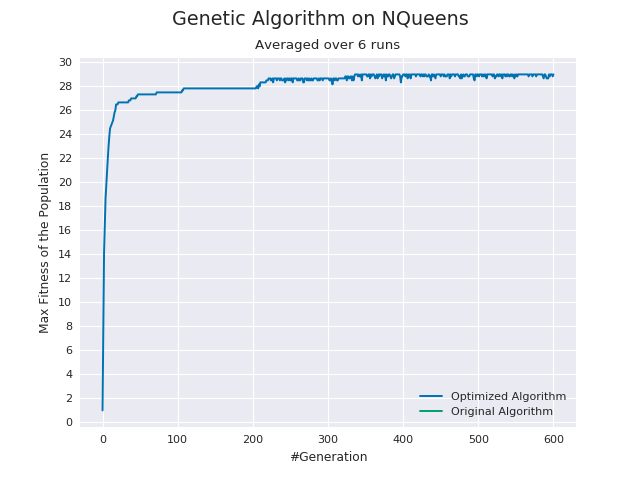 Genetic Algorithm on NQueens
Averaged over 6 runs
30
28
26
24
22
20
18
16
14
12
10
8
6
4
2
0
Max Fitness of the Population
Optimized Algorithm
Original Algorithm
0 100 200 300 400 500 600
#Generation